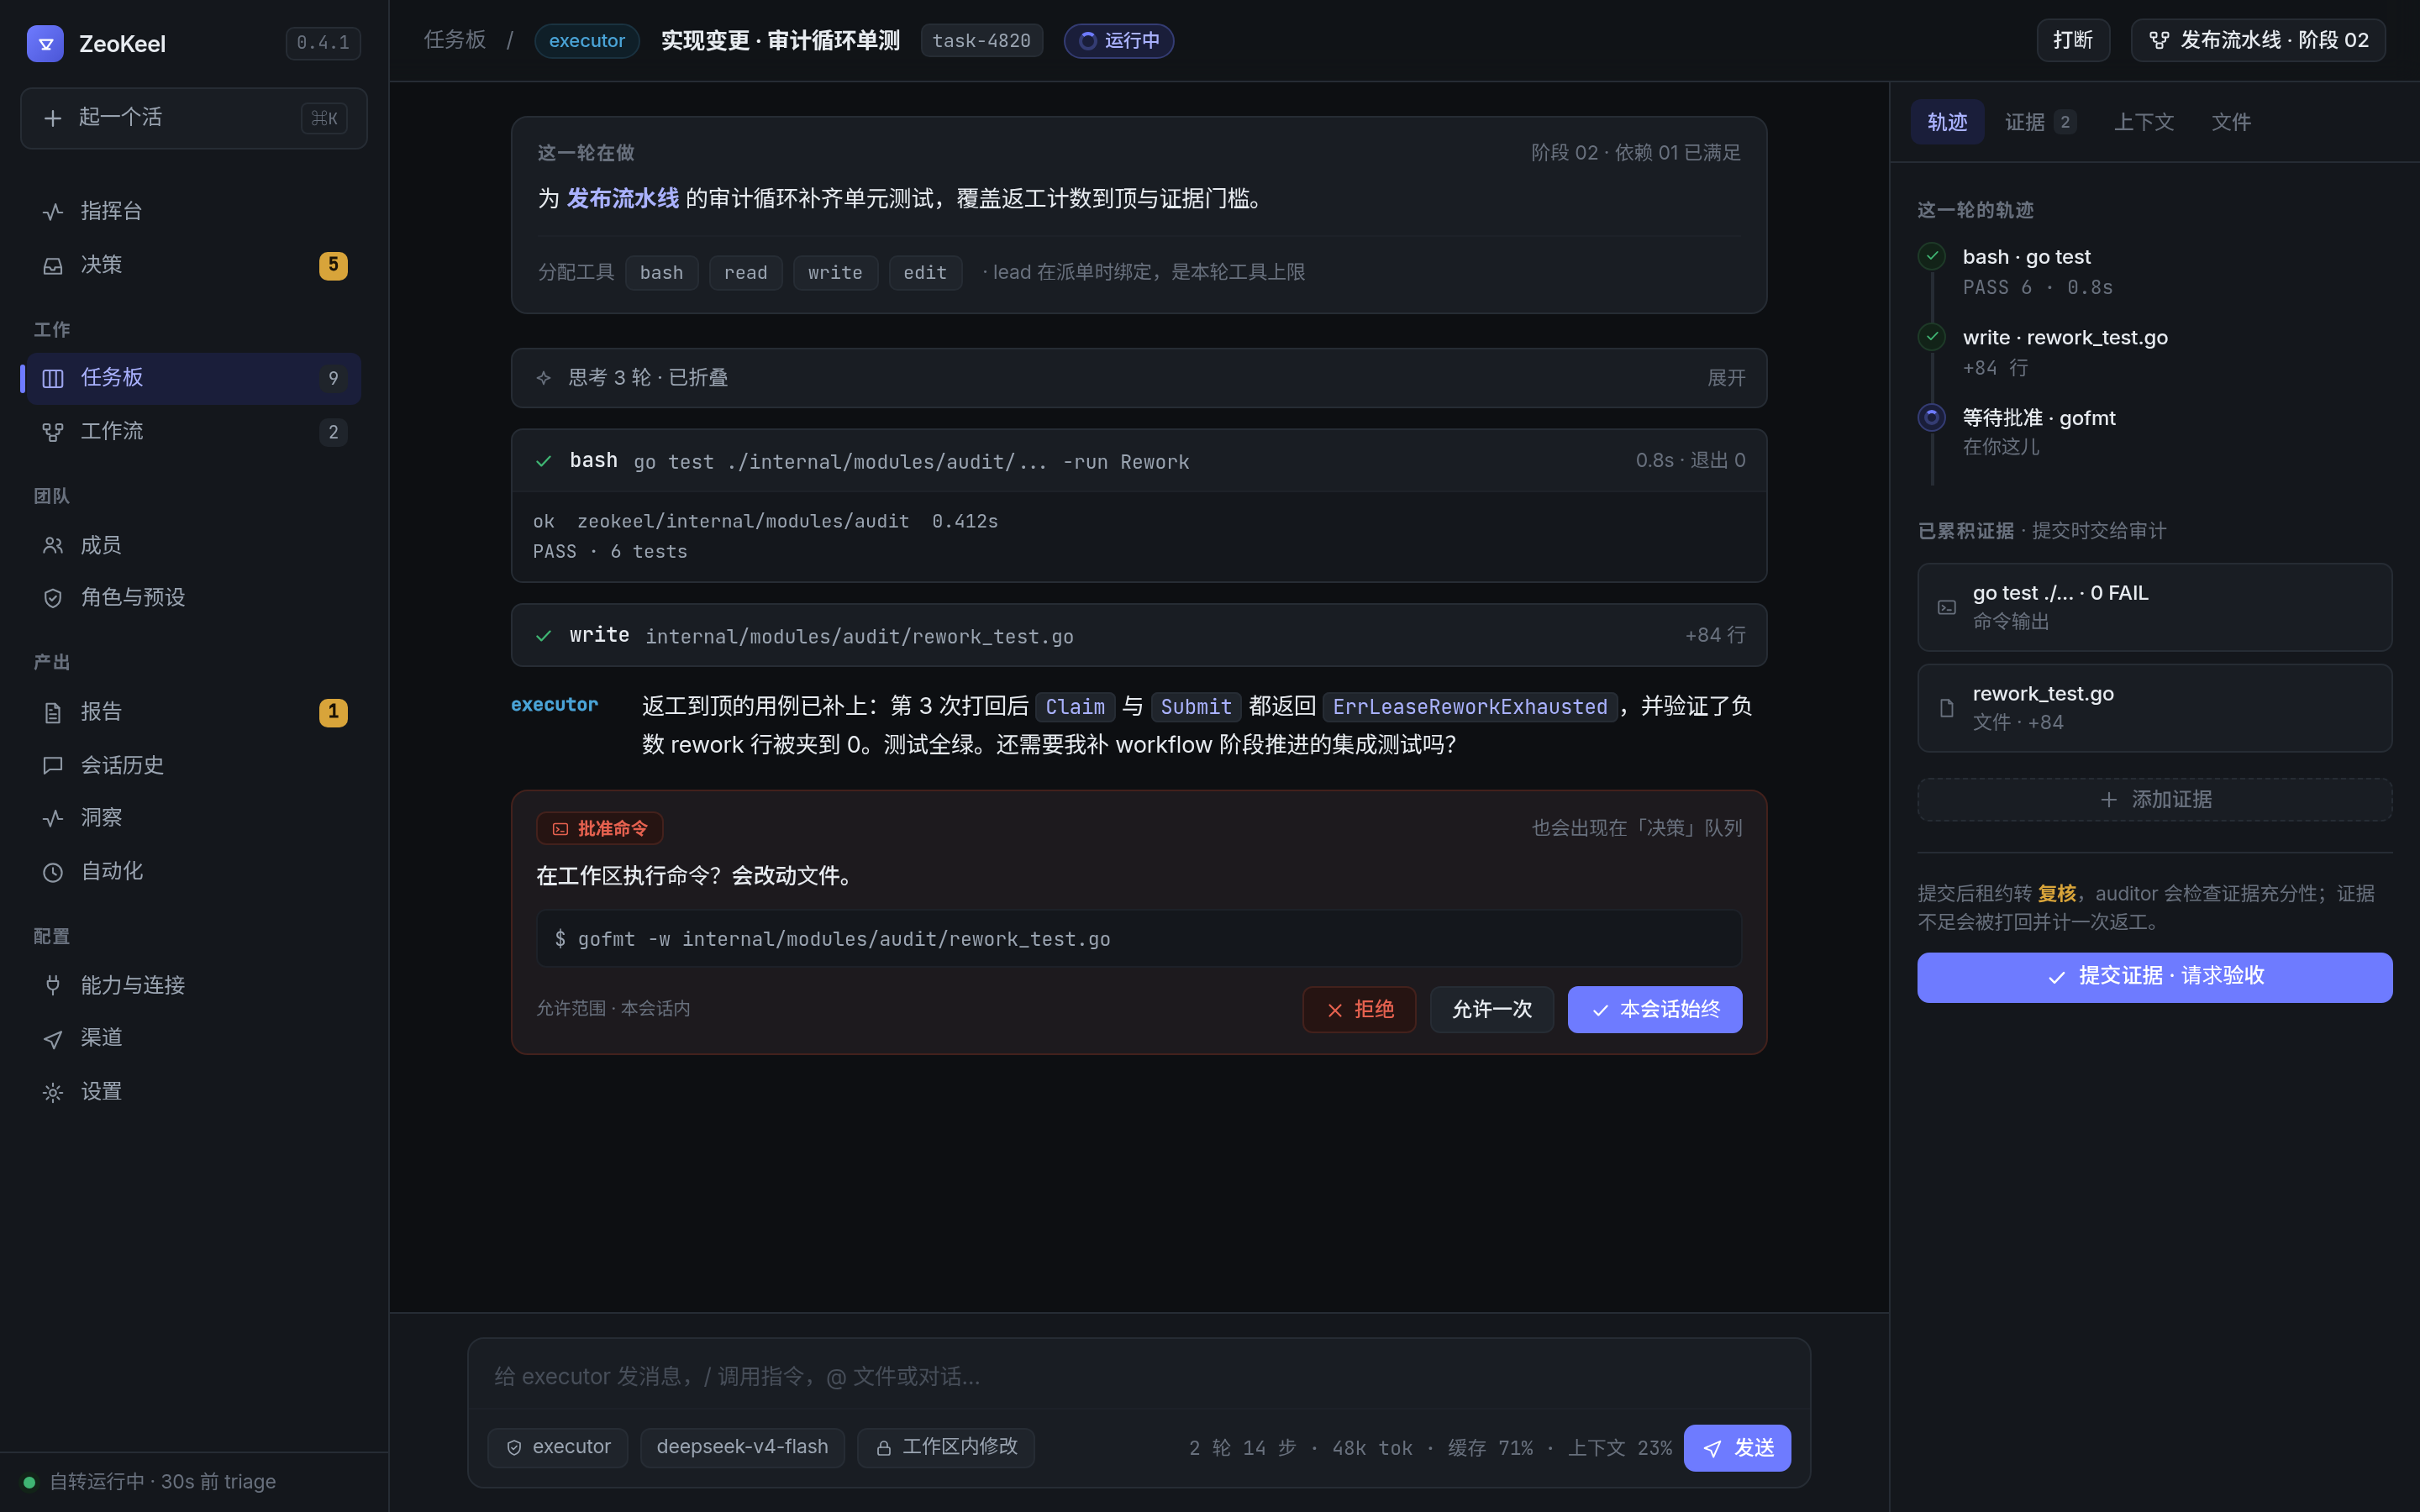 ZeoKeel 0.4.1
起一个活 ⌘K
指挥台
决策 5
工作
任务板 9
工作流 2
团队
成员
角色与预设
产出
报告 1
会话历史
洞察
自动化
配置
能力与连接
渠道
设置
自转运行中 · 30s 前 triage
任务板 / executor 实现变更 · 审计循环单测 task-4820 运行中
打断 发布流水线 · 阶段 02
这一轮在做 阶段 02 · 依赖 01 已满足
为 发布流水线 的审计循环补齐单元测试，覆盖返工计数到顶与证据门槛。
分配工具 bash read write edit · lead 在派单时绑定，是本轮工具上限
思考 3 轮 · 已折叠 展开
bash go test ./internal/modules/audit/... -run Rework 0.8s · 退出 0
ok zeokeel/internal/modules/audit 0.412s
PASS · 6 tests
write internal/modules/audit/rework_test.go +84 行
executor 返工到顶的用例已补上：第 3 次打回后 Claim 与 Submit 都返回 ErrLeaseReworkExhausted，并验证了负
数 rework 行被夹到 0。测试全绿。还需要我补 workflow 阶段推进的集成测试吗？
批准命令 也会出现在「决策」队列
在工作区执行命令？会改动文件。
$ gofmt -w internal/modules/audit/rework_test.go
允许范围 · 本会话内 拒绝 允许一次 本会话始终
给 executor 发消息，/ 调用指令，@ 文件或对话…
executor deepseek-v4-flash 工作区内修改 2 轮 14 步 · 48k tok · 缓存 71% · 上下文 23% 发送
轨迹 证据 2 上下文 文件
这一轮的轨迹
bash · go test
PASS 6 · 0.8s
write · rework_test.go
+84 行
等待批准 · gofmt
在你这儿
已累积证据 · 提交时交给审计
go test ./... · 0 FAIL
命令输出
rework_test.go
文件 · +84
添加证据
提交后租约转 复核，auditor 会检查证据充分性；证据
不足会被打回并计一次返工。
提交证据 · 请求验收